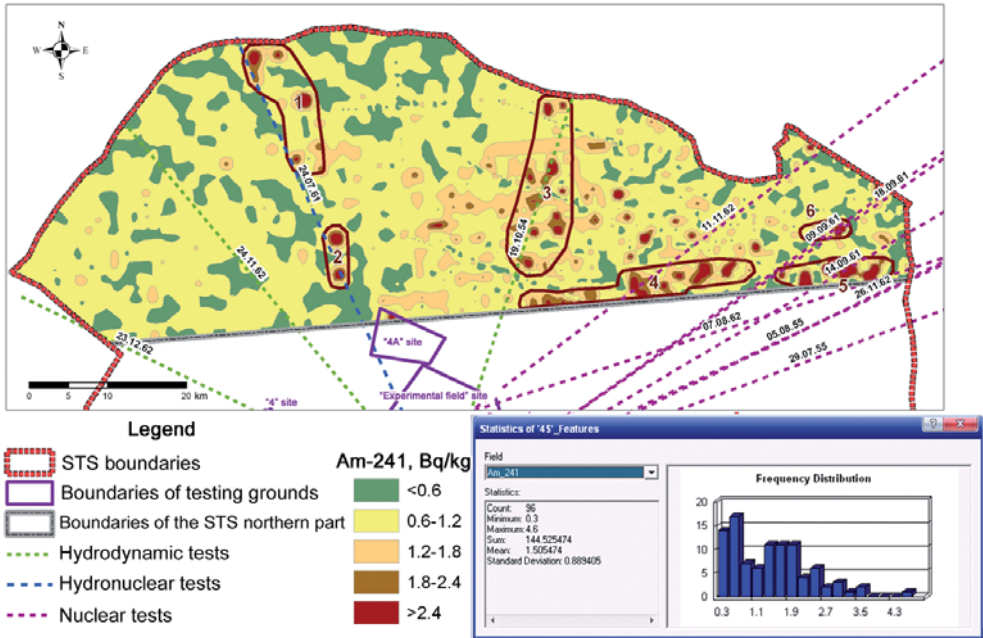 N
W
E
S
1
2
3
4
5
6
24.07.61
24.11.62
23.12.62
19.10.54
11.11.62
18.09.61
09.09.61
14.09.61
26.11.62
07.08.62
05.08.55
29.07.55
"4A" site
"Experimental field" site
"4" site
0 5 10 20 km
Legend
STS boundaries
Boundaries of testing grounds
Boundaries of the STS northern part
Hydrodynamic tests
Hydronuclear tests
Nuclear tests
Am-241, Bq/kg
<0.6
0.6-1.2
1.2-1.8
1.8-2.4
>2.4
Statistics of '45'_Features
Field
Am_241
Statistics:
Count: 96
Minimum: 0.3
Maximum: 4.6
Sum: 144.525474
Mean: 1.505474
Standard Deviation: 0.889405
Frequency Distribution
20
15
10
5
0
0.3 1.1 1.9 2.7 3.5 4.3